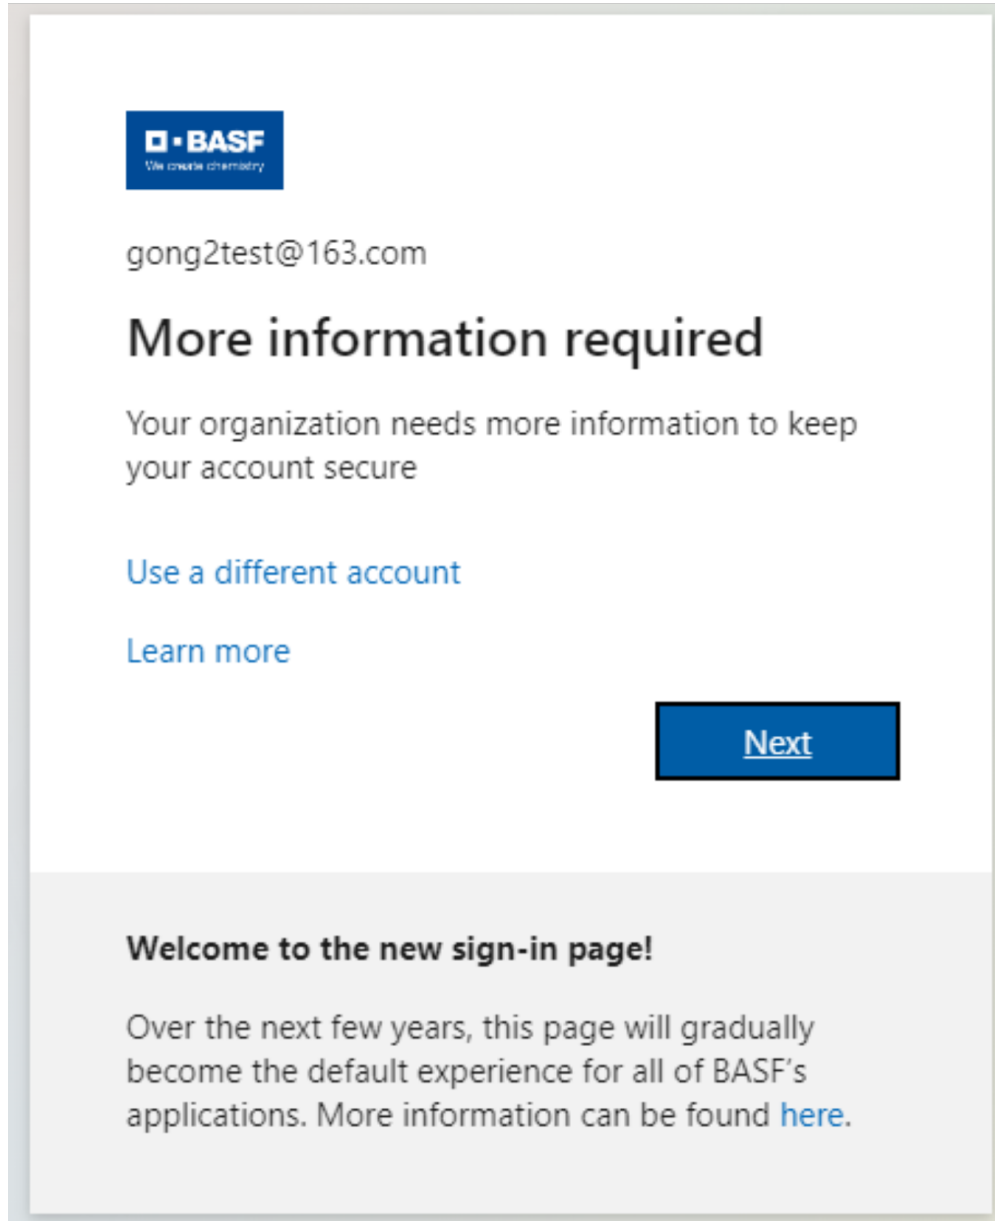 BASF
We create chemistry
gong2test@163.com
More information required
Your organization needs more information to keep
your account secure
Use a different account
Learn more
Next
Welcome to the new sign-in page!
Over the next few years, this page will gradually
become the default experience for all of BASF's
applications. More information can be found here.